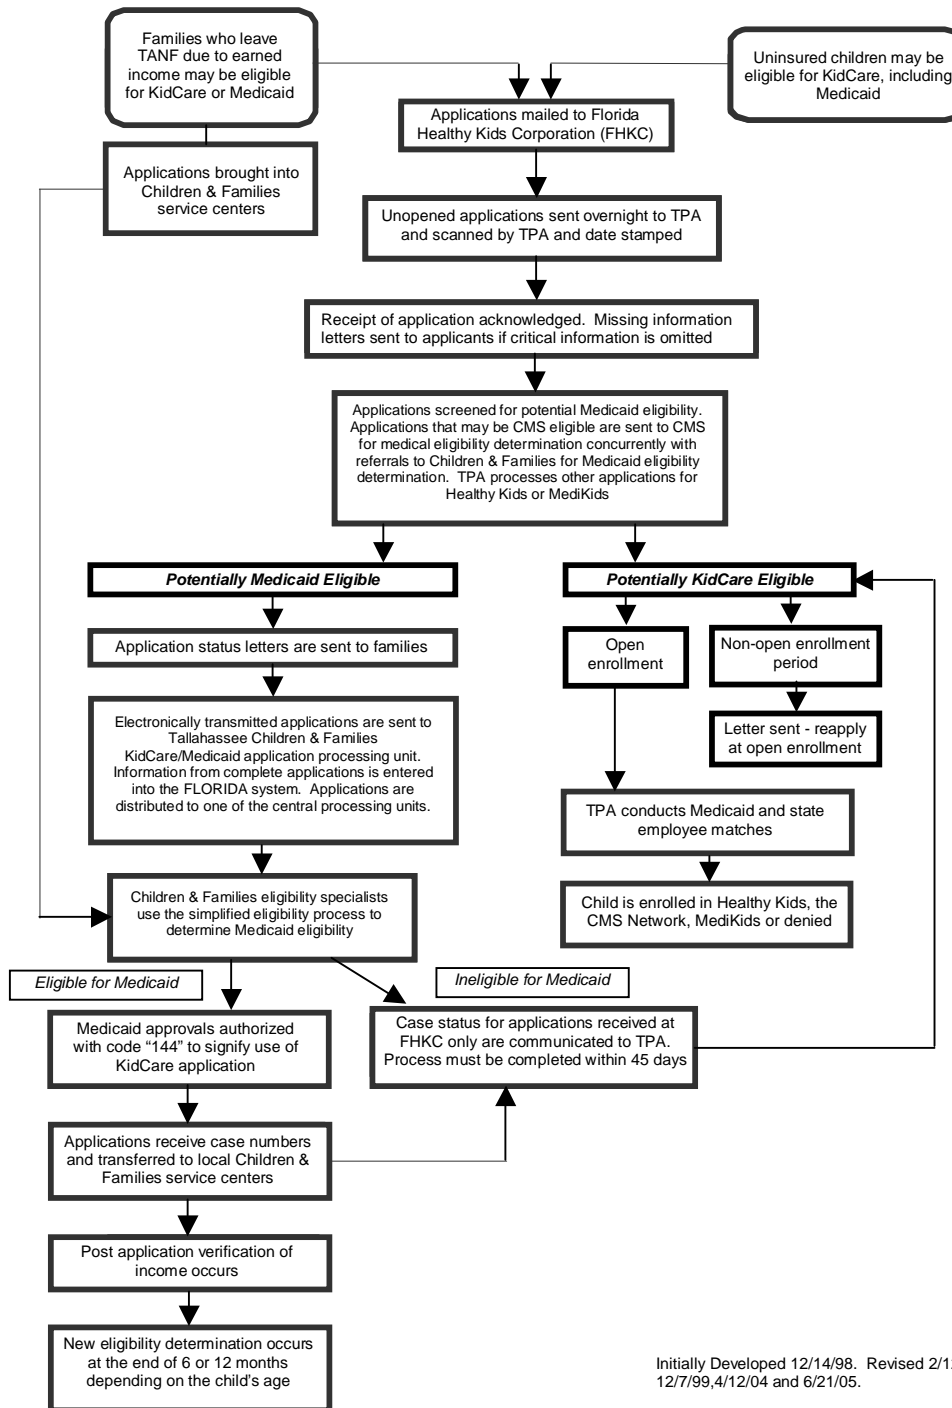 Families who leave
TANF due to earned
income may be eligible
for KidCare or Medicaid
Uninsured children may be
eligible for KidCare, including
Medicaid
Applications mailed to Florida
Healthy Kids Corporation (FHKC)
Applications brought into
Children & Families
service centers
Unopened applications sent overnight to TPA
and scanned by TPA and date stamped
Receipt of application acknowledged. Missing information
letters sent to applicants if critical information is omitted
Applications screened for potential Medicaid eligibility.
Applications that may be CMS eligible are sent to CMS
for medical eligibility determination concurrently with
referrals to Children & Families for Medicaid eligibility
determination. TPA processes other applications for
Healthy Kids or MediKids
Potentially Medicaid Eligible
Potentially KidCare Eligible
Application status letters are sent to families
Open
enrollment
Non-open enrollment
period
Electronically transmitted applications are sent to
Tallahassee Children & Families
KidCare/Medicaid application processing unit.
Information from complete applications is entered
into the FLORIDA system. Applications are
distributed to one of the central processing units.
Letter sent - reapply
at open enrollment
TPA conducts Medicaid and state
employee matches
Children & Families eligibility specialists
use the simplified eligibility process to
determine Medicaid eligibility
Child is enrolled in Healthy Kids, the
CMS Network, MediKids or denied
Eligible for Medicaid
Ineligible for Medicaid
Medicaid approvals authorized
with code “144” to signify use of
KidCare application
Case status for applications received at
FHKC only are communicated to TPA.
Process must be completed within 45 days
Applications receive case numbers
and transferred to local Children &
Families service centers
Post application verification of
income occurs
New eligibility determination occurs
at the end of 6 or 12 months
depending on the child’s age
Initially Developed 12/14/98. Revised
12/7/99,4/12/04 and 6/21/05.